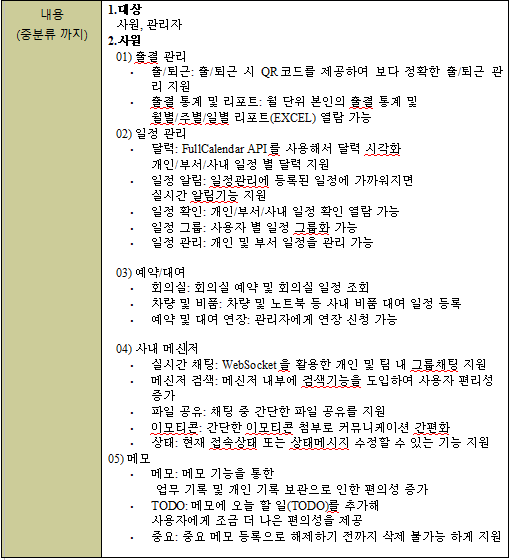 내용
(중분류 까지)
1.대상
사원, 관리자
2.사원
01) 출결 관리
- 출/퇴근: 출/퇴근 시 QR코드를 제공하여 보다 정확한 출/퇴근 관
리 지원
- 출결 통계 및 리포트: 월 단위 본인의 출결 통계 및
월별/주별/일별 리포트(EXCEL) 열람 가능
02) 일정 관리
- 달력: FullCalendar API를 사용해서 달력 시각화
개인/부서/사내 일정 별 달력 지원
- 일정 알림: 일정관리에 등록된 일정에 가까워지면
실시간 알림기능 지원
- 일정 확인: 개인/부서/사내 일정 확인 열람 가능
- 일정 그룹: 사용자 별 일정 그룹화 가능
- 일정 관리: 개인 및 부서 일정을 관리 가능
03) 예약/대여
- 회의실: 회의실 예약 및 회의실 일정 조회
- 차량 및 비품: 차량 및 노트북 등 사내 비품 대여 일정 등록
- 예약 및 대여 연장: 관리자에게 연장 신청 가능
04) 사내 메신저
- 실시간 채팅: WebSocket을 활용한 개인 및 팀 내 그룹채팅 지원
- 메신저 검색: 메신저 내부에 검색기능을 도입하여 사용자 편리성
증가
- 파일 공유: 채팅 중 간단한 파일 공유를 지원
- 이모티콘: 간단한 이모티콘 첨부로 커뮤니케이션 간편화
- 상태: 현재 접속상태 또는 상태메시지 수정할 수 있는 기능 지원
05) 메모
- 메모: 메모 기능을 통한
업무 기록 및 개인 기록 보관으로 인한 편의성 증가
- TODO: 메모에 오늘 할 일(TODO)를 추가해
사용자에게 조금 더 나은 편의성을 제공
- 중요: 중요 메모 등록으로 해제하기 전까지 삭제 불가능 하게 지원